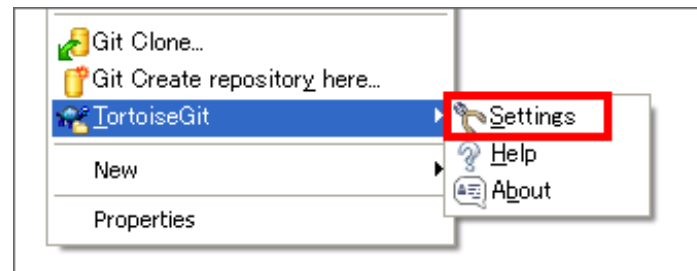 Git Clone...
Git Create repository here...
TortoiseGit
Settings
Help
About
New
Properties